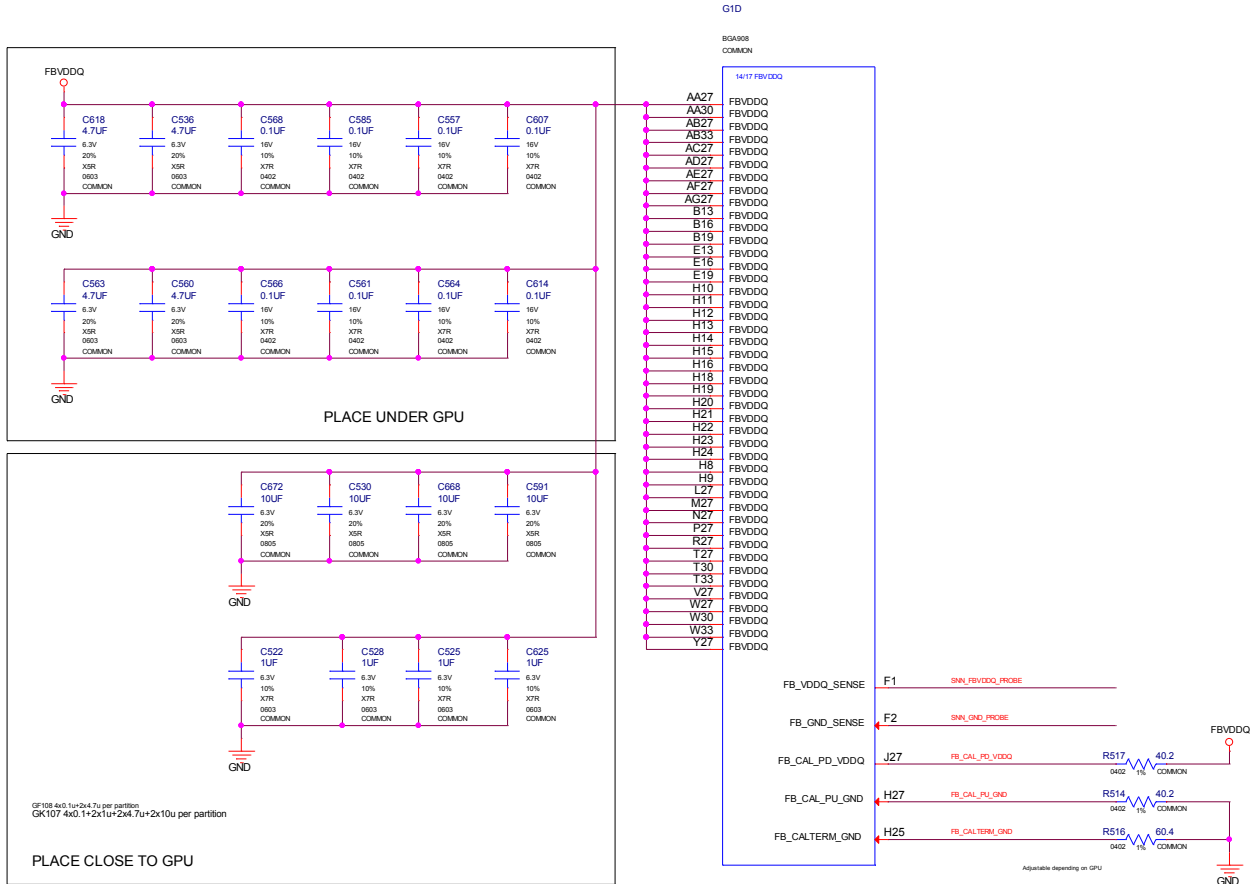 G1D
BGA908
COMMON
14/17 FBVDDQ
FBVDDQ
C618 C536 C568 C585 C557 C607
4.7UF 4.7UF 0.1UF 0.1UF 0.1UF 0.1UF
6.3V 6.3V 16V 16V 16V 16V
20% 20% 10% 10% 10% 10%
X5R X5R X7R X7R X7R X7R
0603 0603 0402 0402 0402 0402
COMMON COMMON COMMON COMMON COMMON COMMON
GND
C563 C560 C566 C561 C564 C614
4.7UF 4.7UF 0.1UF 0.1UF 0.1UF 0.1UF
6.3V 6.3V 16V 16V 16V 16V
20% 20% 10% 10% 10% 10%
X5R X5R X7R X7R X7R X7R
0603 0603 0402 0402 0402 0402
COMMON COMMON COMMON COMMON COMMON COMMON
GND
PLACE UNDER GPU
C672 C530 C668 C591
10UF 10UF 10UF 10UF
6.3V 6.3V 6.3V 6.3V
20% 20% 20% 20%
X5R X5R X5R X5R
0805 0805 0805 0805
COMMON COMMON COMMON COMMON
GND
C522 C528 C525 C625
1UF 1UF 1UF 1UF
6.3V 6.3V 6.3V 6.3V
10% 10% 10% 10%
X7R X7R X7R X7R
0603 0603 0603 0603
COMMON COMMON COMMON COMMON
GND
GF108 4x0.1u+2x4.7u per partition
GK107 4x0.1+2x1u+2x4.7u+2x10u per partition
PLACE CLOSE TO GPU
AA27 FBVDDQ
AA30 FBVDDQ
AB27 FBVDDQ
AB33 FBVDDQ
AC27 FBVDDQ
AD27 FBVDDQ
AE27 FBVDDQ
AF27 FBVDDQ
AG27 FBVDDQ
B13 FBVDDQ
B16 FBVDDQ
B19 FBVDDQ
E13 FBVDDQ
E16 FBVDDQ
E19 FBVDDQ
H10 FBVDDQ
H11 FBVDDQ
H12 FBVDDQ
H13 FBVDDQ
H14 FBVDDQ
H15 FBVDDQ
H16 FBVDDQ
H18 FBVDDQ
H19 FBVDDQ
H20 FBVDDQ
H21 FBVDDQ
H22 FBVDDQ
H23 FBVDDQ
H24 FBVDDQ
H8 FBVDDQ
H9 FBVDDQ
L27 FBVDDQ
M27 FBVDDQ
N27 FBVDDQ
P27 FBVDDQ
R27 FBVDDQ
T27 FBVDDQ
T30 FBVDDQ
T33 FBVDDQ
V27 FBVDDQ
W27 FBVDDQ
W30 FBVDDQ
W33 FBVDDQ
Y27 FBVDDQ
FB_VDDQ_SENSE F1 SNN_FBVDDQ_PROBE
FB_GND_SENSE F2 SNN_GND_PROBE
FBVDDQ
FB_CAL_PD_VDDQ J27 FB_CAL_PD_VDDQ R517 40.2
0402 1% COMMON
FB_CAL_PU_GND H27 FB_CAL_PU_GND R514 40.2
0402 1% COMMON
FB_CALTERM_GND H25 FB_CALTERM_GND R516 60.4
0402 1% COMMON
Adjustable depending on GPU
GND